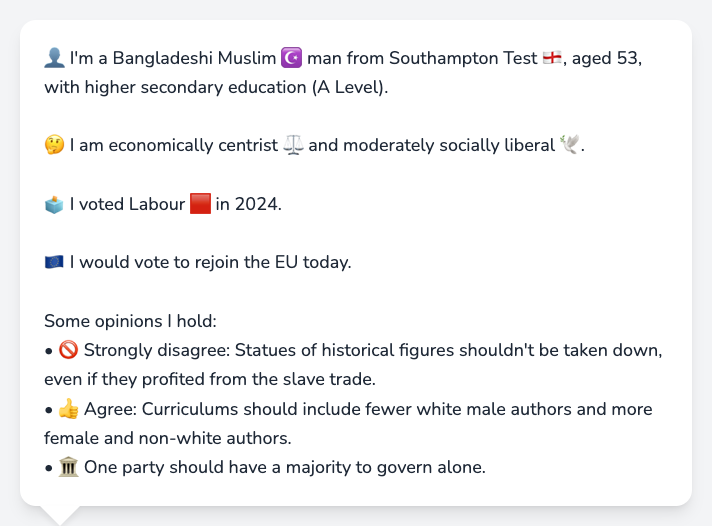 👤 I'm a Bangladeshi Muslim ☪️ man from Southampton Test 🏴󠁧󠁢󠁥󠁮󠁧󠁿, aged 53,
with higher secondary education (A Level).
🤔 I am economically centrist ⚖️ and moderately socially liberal 🕊️.
🗳️ I voted Labour 🟥 in 2024.
🇪🇺 I would vote to rejoin the EU today.
Some opinions I hold:
• 🚫 Strongly disagree: Statues of historical figures shouldn't be taken down,
even if they profited from the slave trade.
• 👍 Agree: Curriculums should include fewer white male authors and more
female and non-white authors.
• 🏛️ One party should have a majority to govern alone.